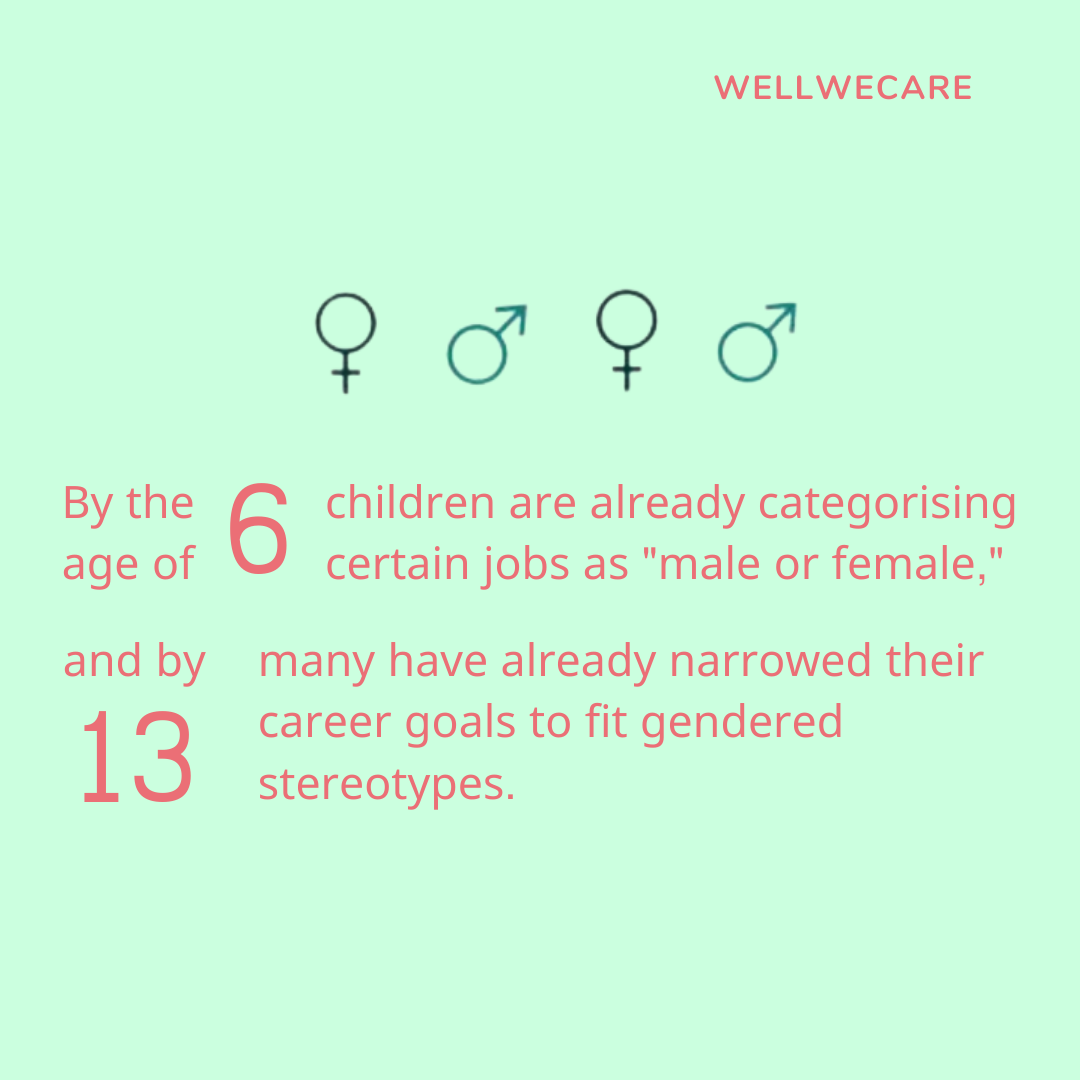 WELLWECARE
By the
age of
6
children are already categorising
certain jobs as "male or female,"
and by
13
many have already narrowed their
career goals to fit gendered
stereotypes.